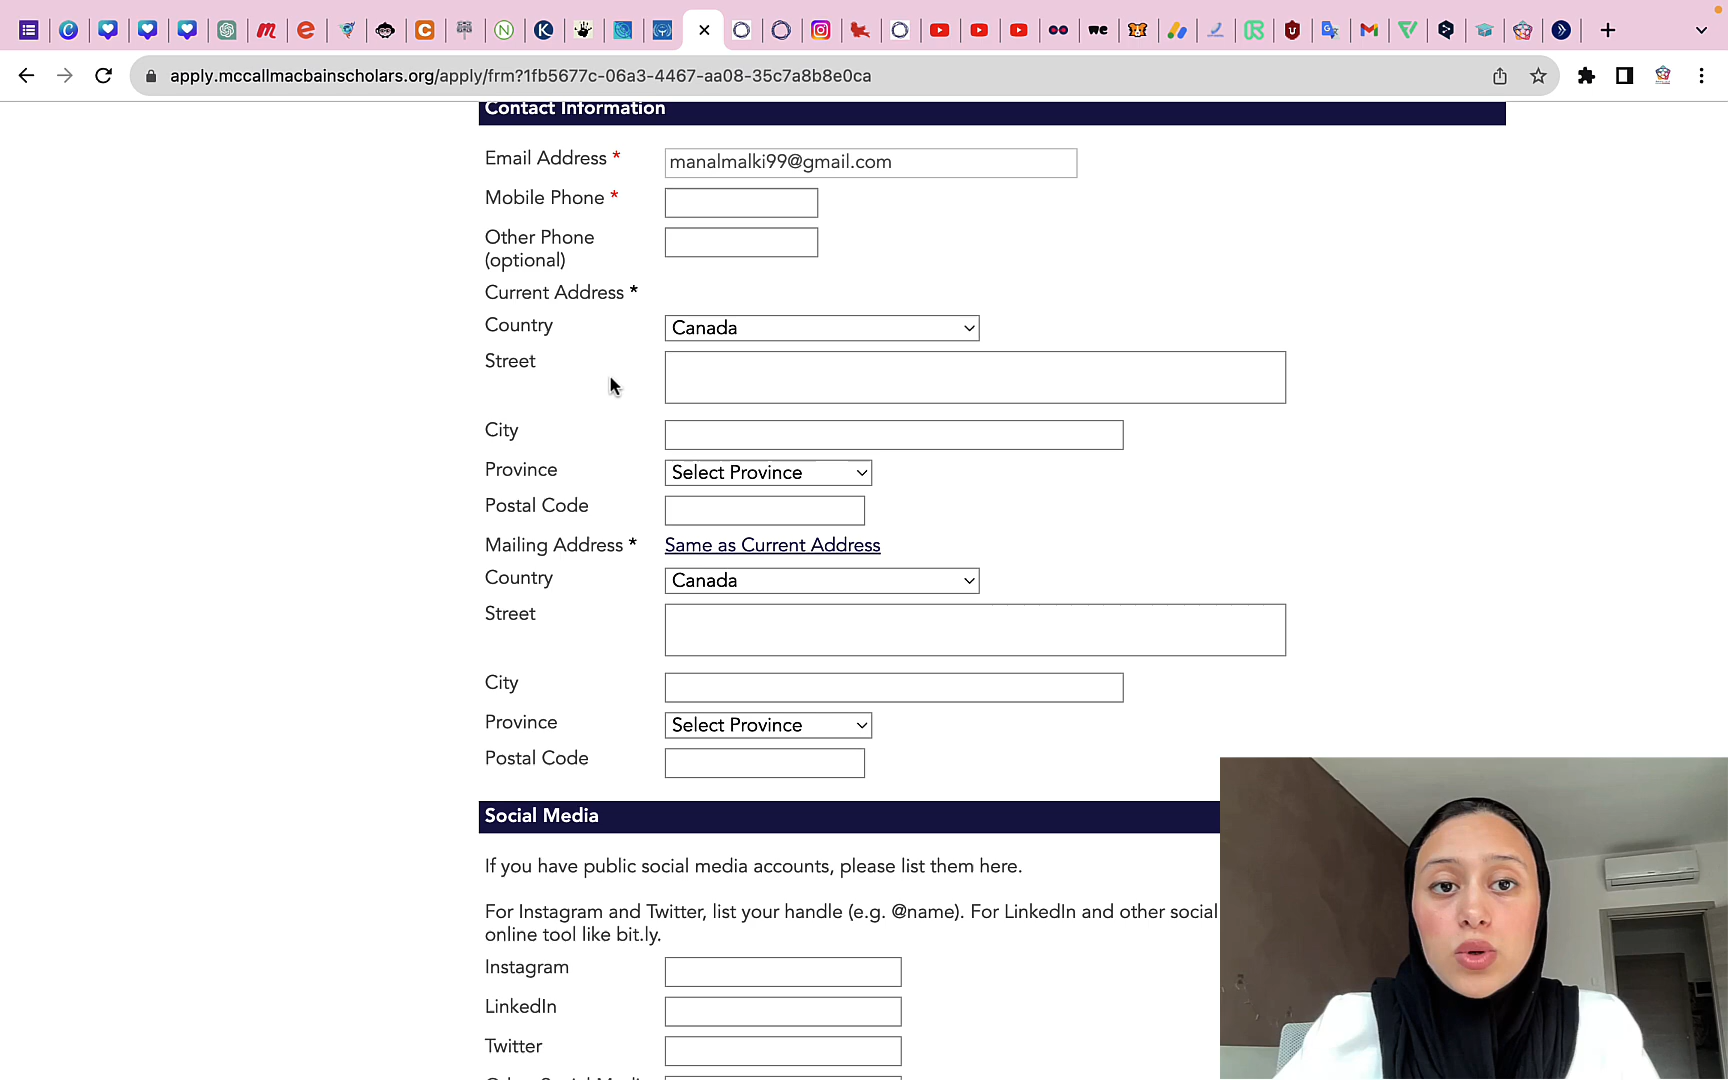 apply.mccallmacbainscholars.org/apply/frm?1fb5677c-06a3-4467-aa08-35c7a8b8e0ca
Contact Information
Email Address * manalmalki99@gmail.com
Mobile Phone *
Other Phone
(optional)
Current Address *
Country Canada
Street
City
Province Select Province
Postal Code
Mailing Address * Same as Current Address
Country Canada
Street
City
Province Select Province
Postal Code
Social Media
If you have public social media accounts, please list them here.
For Instagram and Twitter, list your handle (e.g. @name). For LinkedIn and other social
online tool like bit.ly.
Instagram
LinkedIn
Twitter